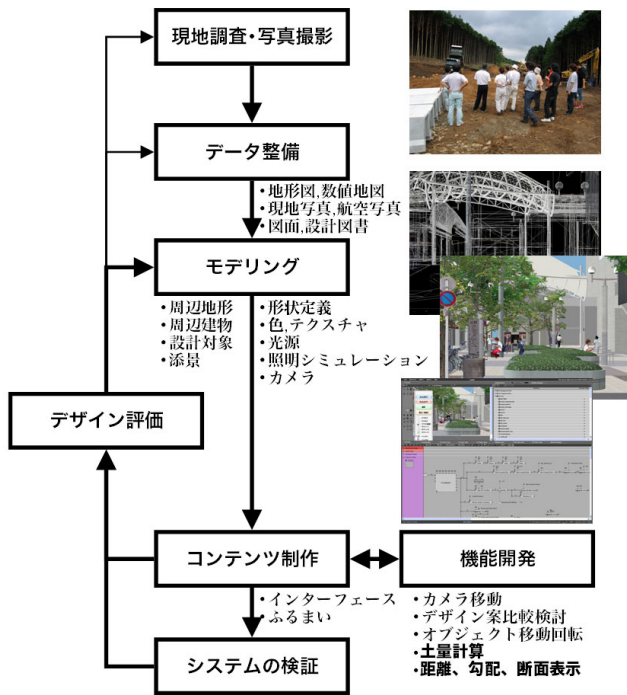 現地調査・写真撮影
データ整備
・地形図,数値地図
・現地写真,航空写真
・図面,設計図書
モデリング
・周辺地形
・周辺建物
・設計対象
・添景
・形状定義
・色,テクスチャ
・光源
・照明シミュレーション
・カメラ
デザイン評価
コンテンツ制作
機能開発
・インターフェース
・ふるまい
・カメラ移動
・デザイン案比較検討
・オブジェクト移動回転
・土量計算
・距離、勾配、断面表示
システムの検証